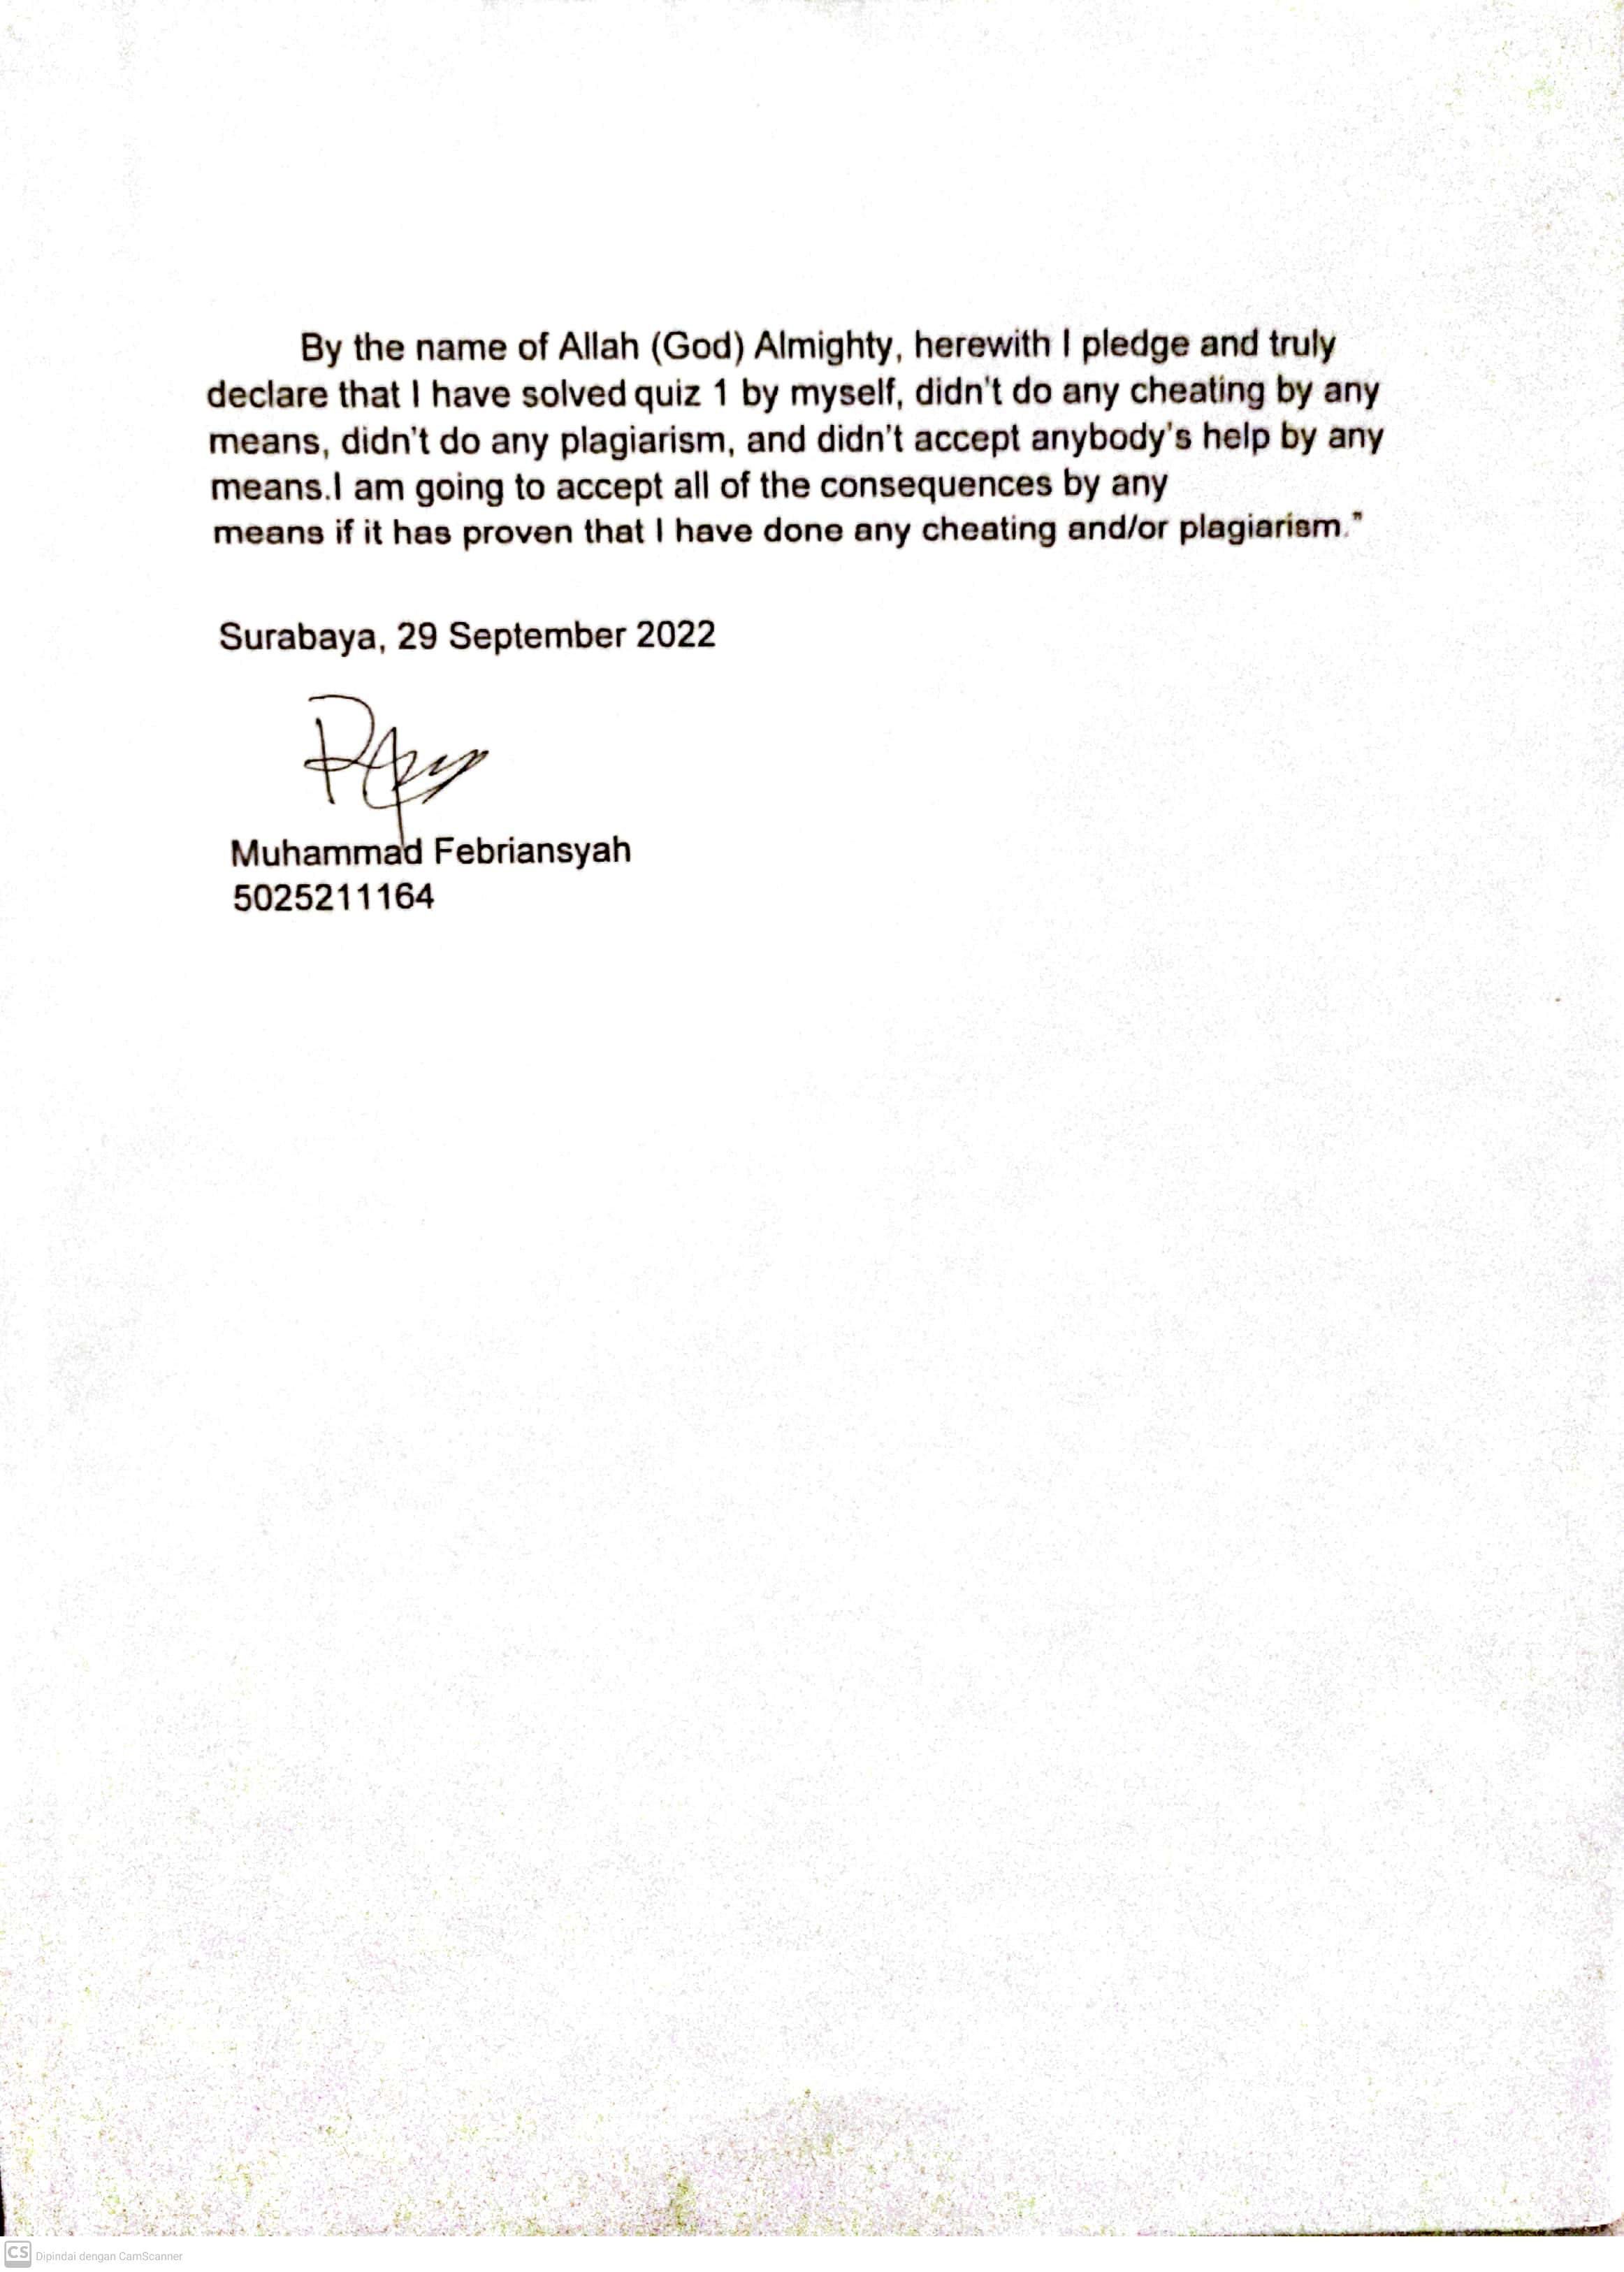 By the name of Allah (God) Almighty, herewith I pledge and truly
declare that I have solved quiz 1 by myself, didn't do any cheating by any
means, didn't do any plagiarism, and didn't accept anybody's help by any
means.I am going to accept all of the consequences by any
means if it has proven that I have done any cheating and/or plagiarism."
Surabaya, 29 September 2022
Muhammad Febriansyah
5025211164
CS Dipindai dengan CamScanner